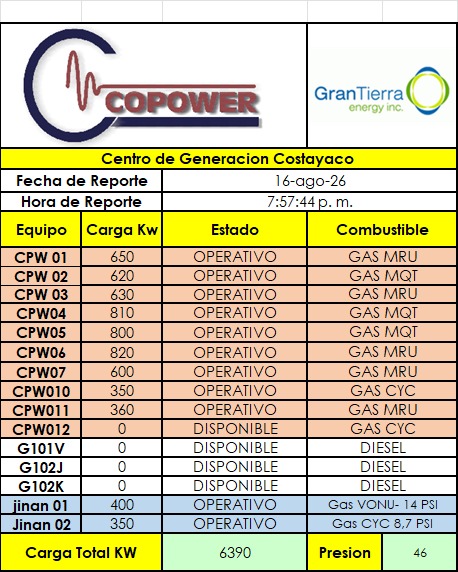 COPOWER
GranTierra
energy inc.
Centro de Generacion Costayaco
Fecha de Reporte 16-ago-26
Hora de Reporte 7:57:44 p. m.
Equipo Carga Kw Estado Combustible
CPW 01 650 OPERATIVO GAS MRU
CPW 02 620 OPERATIVO GAS MQT
CPW 03 630 OPERATIVO GAS MRU
CPW04 810 OPERATIVO GAS MQT
CPW05 800 OPERATIVO GAS MQT
CPW06 820 OPERATIVO GAS MRU
CPW07 600 OPERATIVO GAS MRU
CPW010 350 OPERATIVO GAS CYC
CPW011 360 OPERATIVO GAS MRU
CPW012 0 DISPONIBLE GAS CYC
G101V 0 DISPONIBLE DIESEL
G102J 0 DISPONIBLE DIESEL
G102K 0 DISPONIBLE DIESEL
jinan 01 400 OPERATIVO Gas VONU- 14 PSI
Jinan 02 350 OPERATIVO Gas CYC 8,7 PSI
Carga Total KW 6390 Presion 46